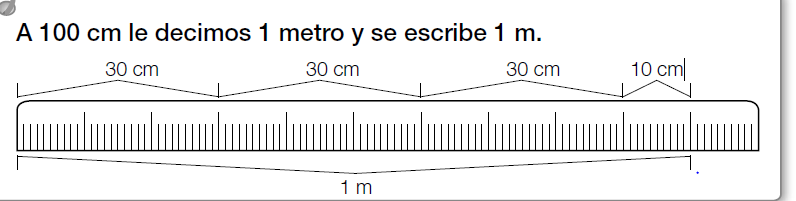 A 100 cm le decimos 1 metro y se escribe 1 m.
30 cm 30 cm 30 cm 10 cm
1 m